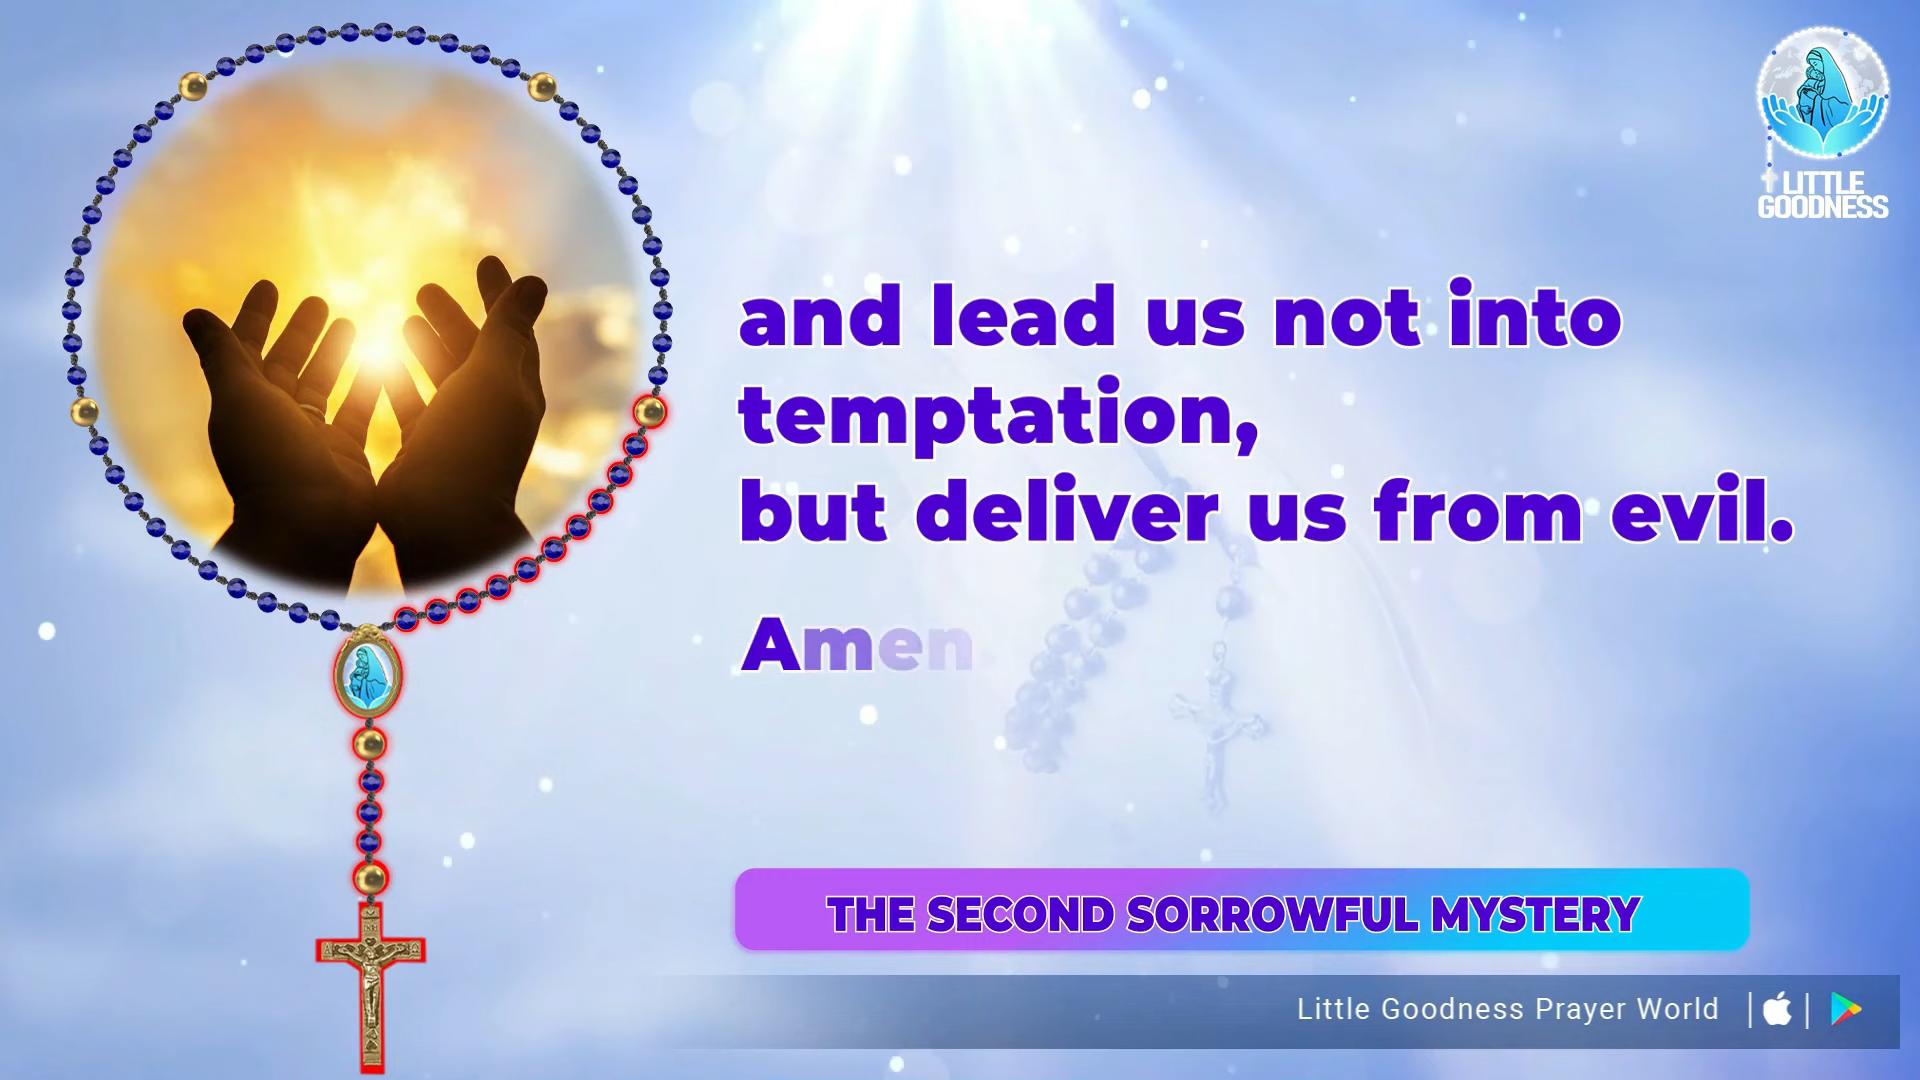 LITTLE
GOODNESS
and lead us not into
temptation,
but deliver us from evil.
Amen.
THE SECOND SORROWFUL MYSTERY
Little Goodness Prayer World